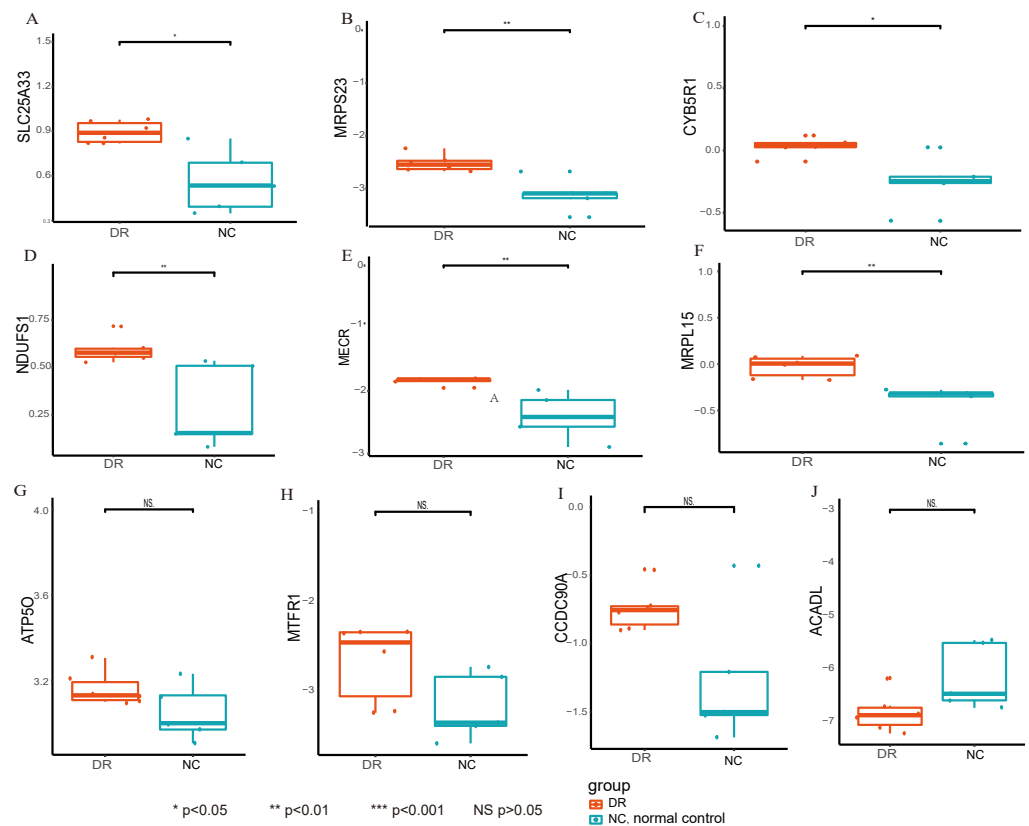 A
SLC25A33
1.5
1.2
0.9
0.6
0.3
*
DR
NC
B
MRPS23
0
−1
−2
−3
**
DR
NC
C
CYB5R1
1.0
0.5
0.0
−0.5
*
DR
NC
D
NDUFS1
0.75
0.50
0.25
**
DR
NC
E
MECR
0
−1
−2
−3
**
A
DR
NC
F
MRPL15
1.0
0.5
0.0
−0.5
**
DR
NC
G
ATP5O
4.0
3.6
3.2
NS.
DR
NC
H
MTFR1
−1
−2
−3
NS.
DR
NC
I
CCDC90A
0.0
−0.5
−1.0
−1.5
NS.
DR
NC
J
ACADL
−3
−4
−5
−6
−7
NS.
DR
NC
* p<0.05 ** p<0.01 *** p<0.001 NS p>0.05
group
DR
NC, normal control